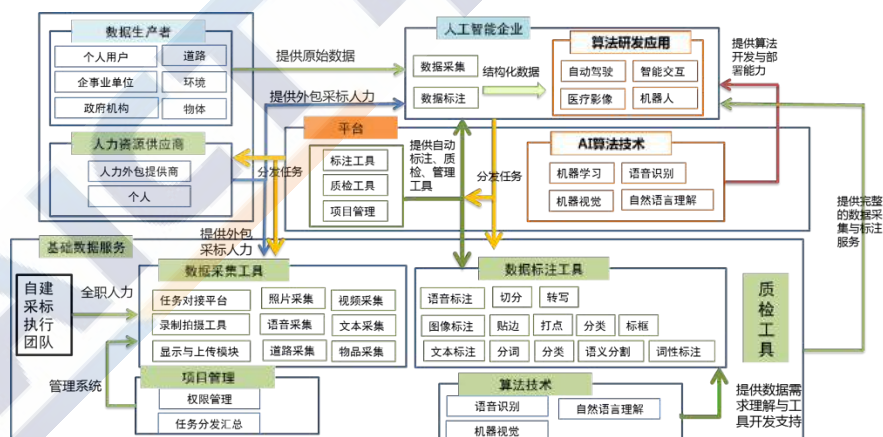 数据生产者
个人用户
道路
企事业单位
环境
政府机构
物体
人力资源供应商
人力外包提供商
个人
提供原始数据
提供外包采标人力
人工智能企业
数据采集
数据标注
结构化数据
算法研发应用
自动驾驶
智能交互
医疗影像
机器人
提供算法
开发与部
署能力
平台
标注工具
质检工具
项目管理
提供自动
标注、质
检、管理
工具
分发任务
分发任务
AI算法技术
机器学习
语音识别
机器视觉
自然语言理解
提供完整
的数据采
集与标注
服务
提供外包
采标人力
基础数据服务
自建
采标
执行
团队
全职人力
管理系统
数据采集工具
任务对接平台
照片采集
视频采集
录制拍摄工具
语音采集
文本采集
显示与上传模块
道路采集
物品采集
项目管理
权限管理
任务分发汇总
数据标注工具
语音标注
切分
转写
图像标注
贴边
打点
分类
标框
文本标注
分词
分类
语义分割
词性标注
质
检
工
具
算法技术
语音识别
自然语言理解
机器视觉
提供数据需
求理解与工
具开发支持